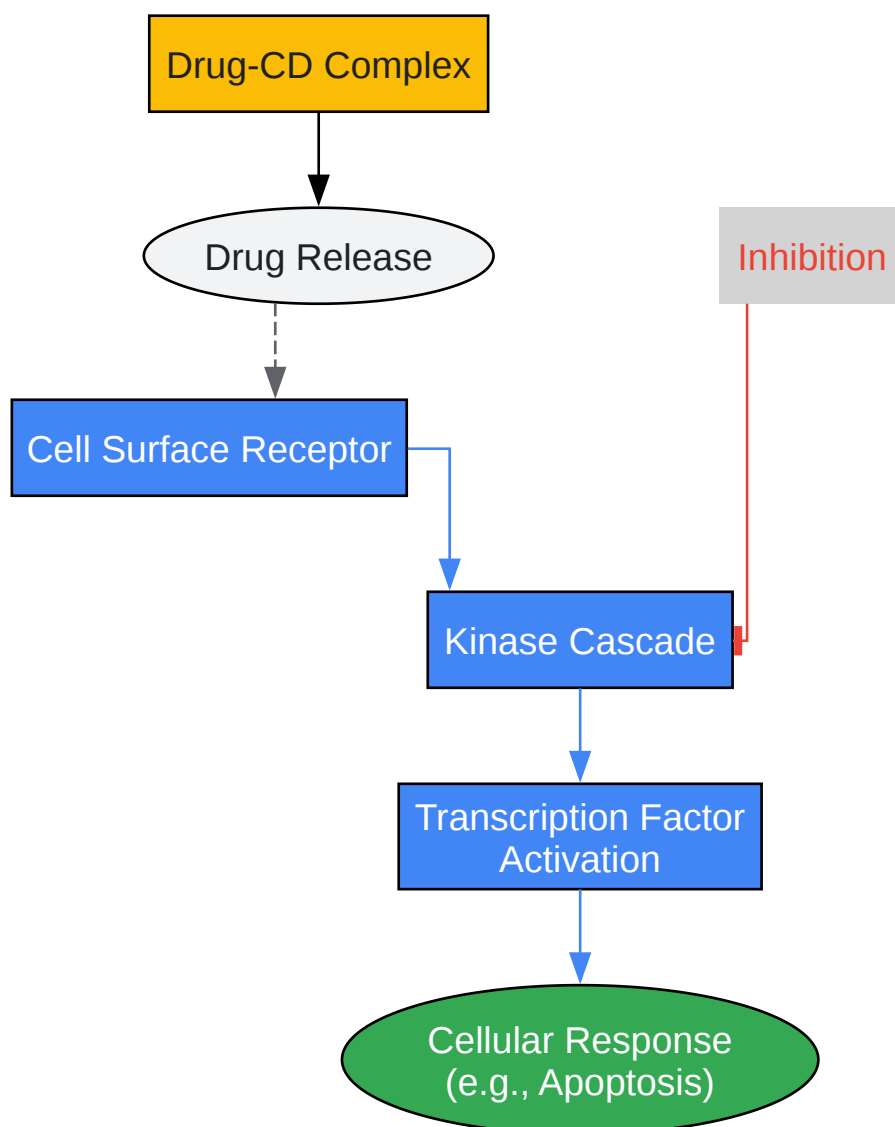 Drug-CD Complex
Drug Release
Inhibition
Cell Surface Receptor
Kinase Cascade
Transcription Factor
Activation
Cellular Response
(e.g., Apoptosis)